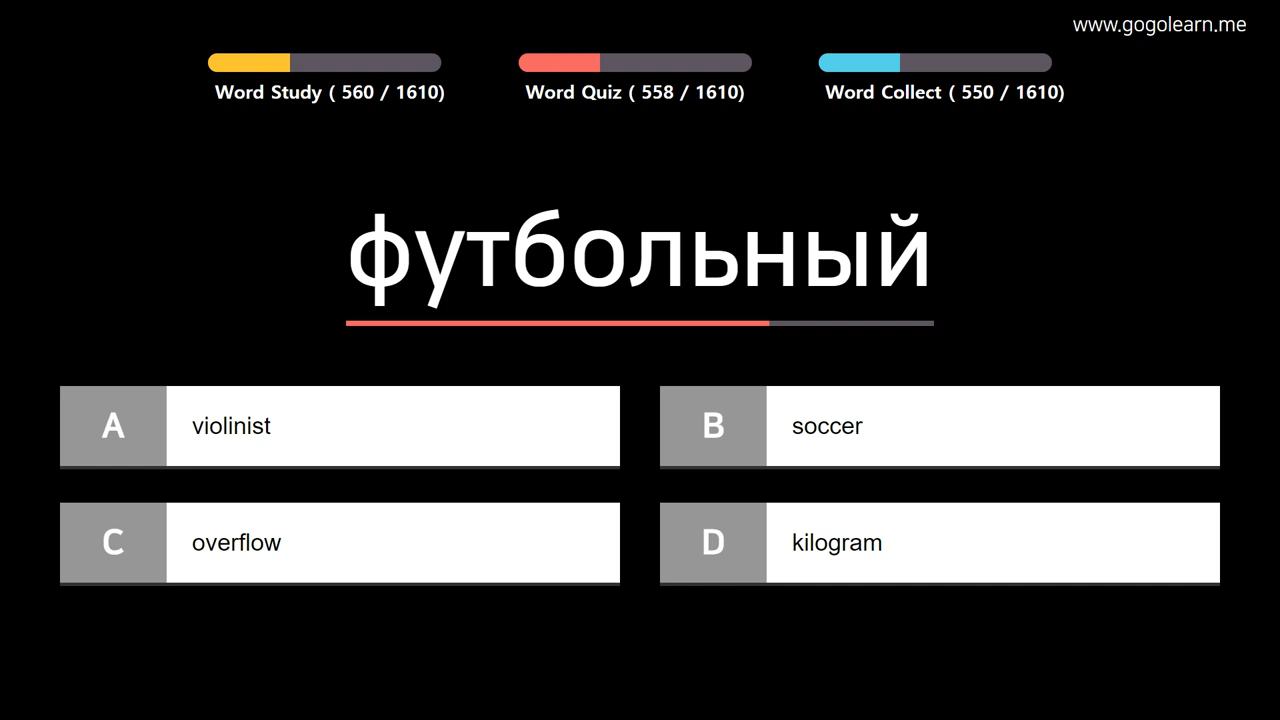 www.gogolearn.me
Word Study ( 560 / 1610)
Word Quiz ( 558 / 1610)
Word Collect ( 550 / 1610)
футбольный
A violinist
B soccer
C overflow
D kilogram